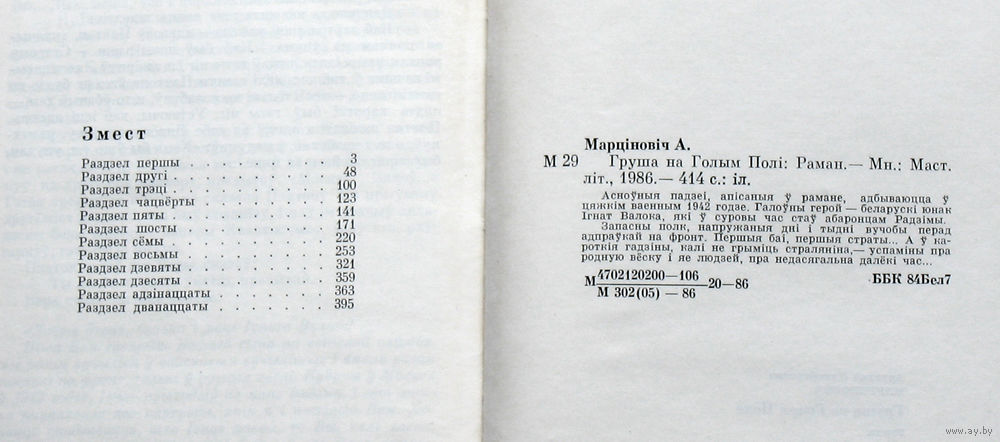 Змест
Раздзел першы . . . . . . . . . 3
Раздзел другі . . . . . . . . . 48
Раздзел трэці . . . . . . . . . 100
Раздзел чацвёрты . . . . . . . 123
Раздзел пяты . . . . . . . . . 141
Раздзел шосты . . . . . . . . 171
Раздзел сёмы . . . . . . . . . 220
Раздзел восьмы . . . . . . . . 253
Раздзел дзевяты . . . . . . . . 321
Раздзел дзесяты . . . . . . . . 359
Раздзел адзінаццаты . . . . . . 363
Раздзел дванаццаты . . . . . . 395
Марціновіч А.
М 29 Груша на Голым Полі: Раман.— Мн.: Маст.
літ., 1986.— 414 с.: іл.
Асноўныя падзеі, апісаныя ў рамане, адбываюцца ў
цяжкім ваенным 1942 годзе. Галоўны герой — беларускі юнак
Ігнат Валока, які ў суровы час стаў абаронцам Радзімы.
Запасны полк, напружаныя дні і тыдні вучобы перад
адпраўкай на фронт. Першыя баі, першыя страты... А ў ка-
роткія гадзіны, калі не грыміць страляніна,— успаміны пра
родную вёску і яе людзей, пра недасягальна далёкі час...
М 4702120200—106
М 302(05) — 86
20—86
ББК 84Бел7
www.ay.by